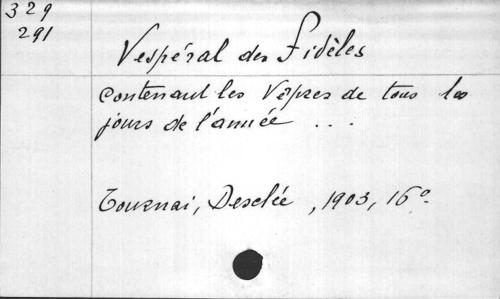 329
291
Vespéral des Fidèles
contenant les Vêpres de tous les
jours de l'année ...
Tournai, Desclée, 1903, 16°.